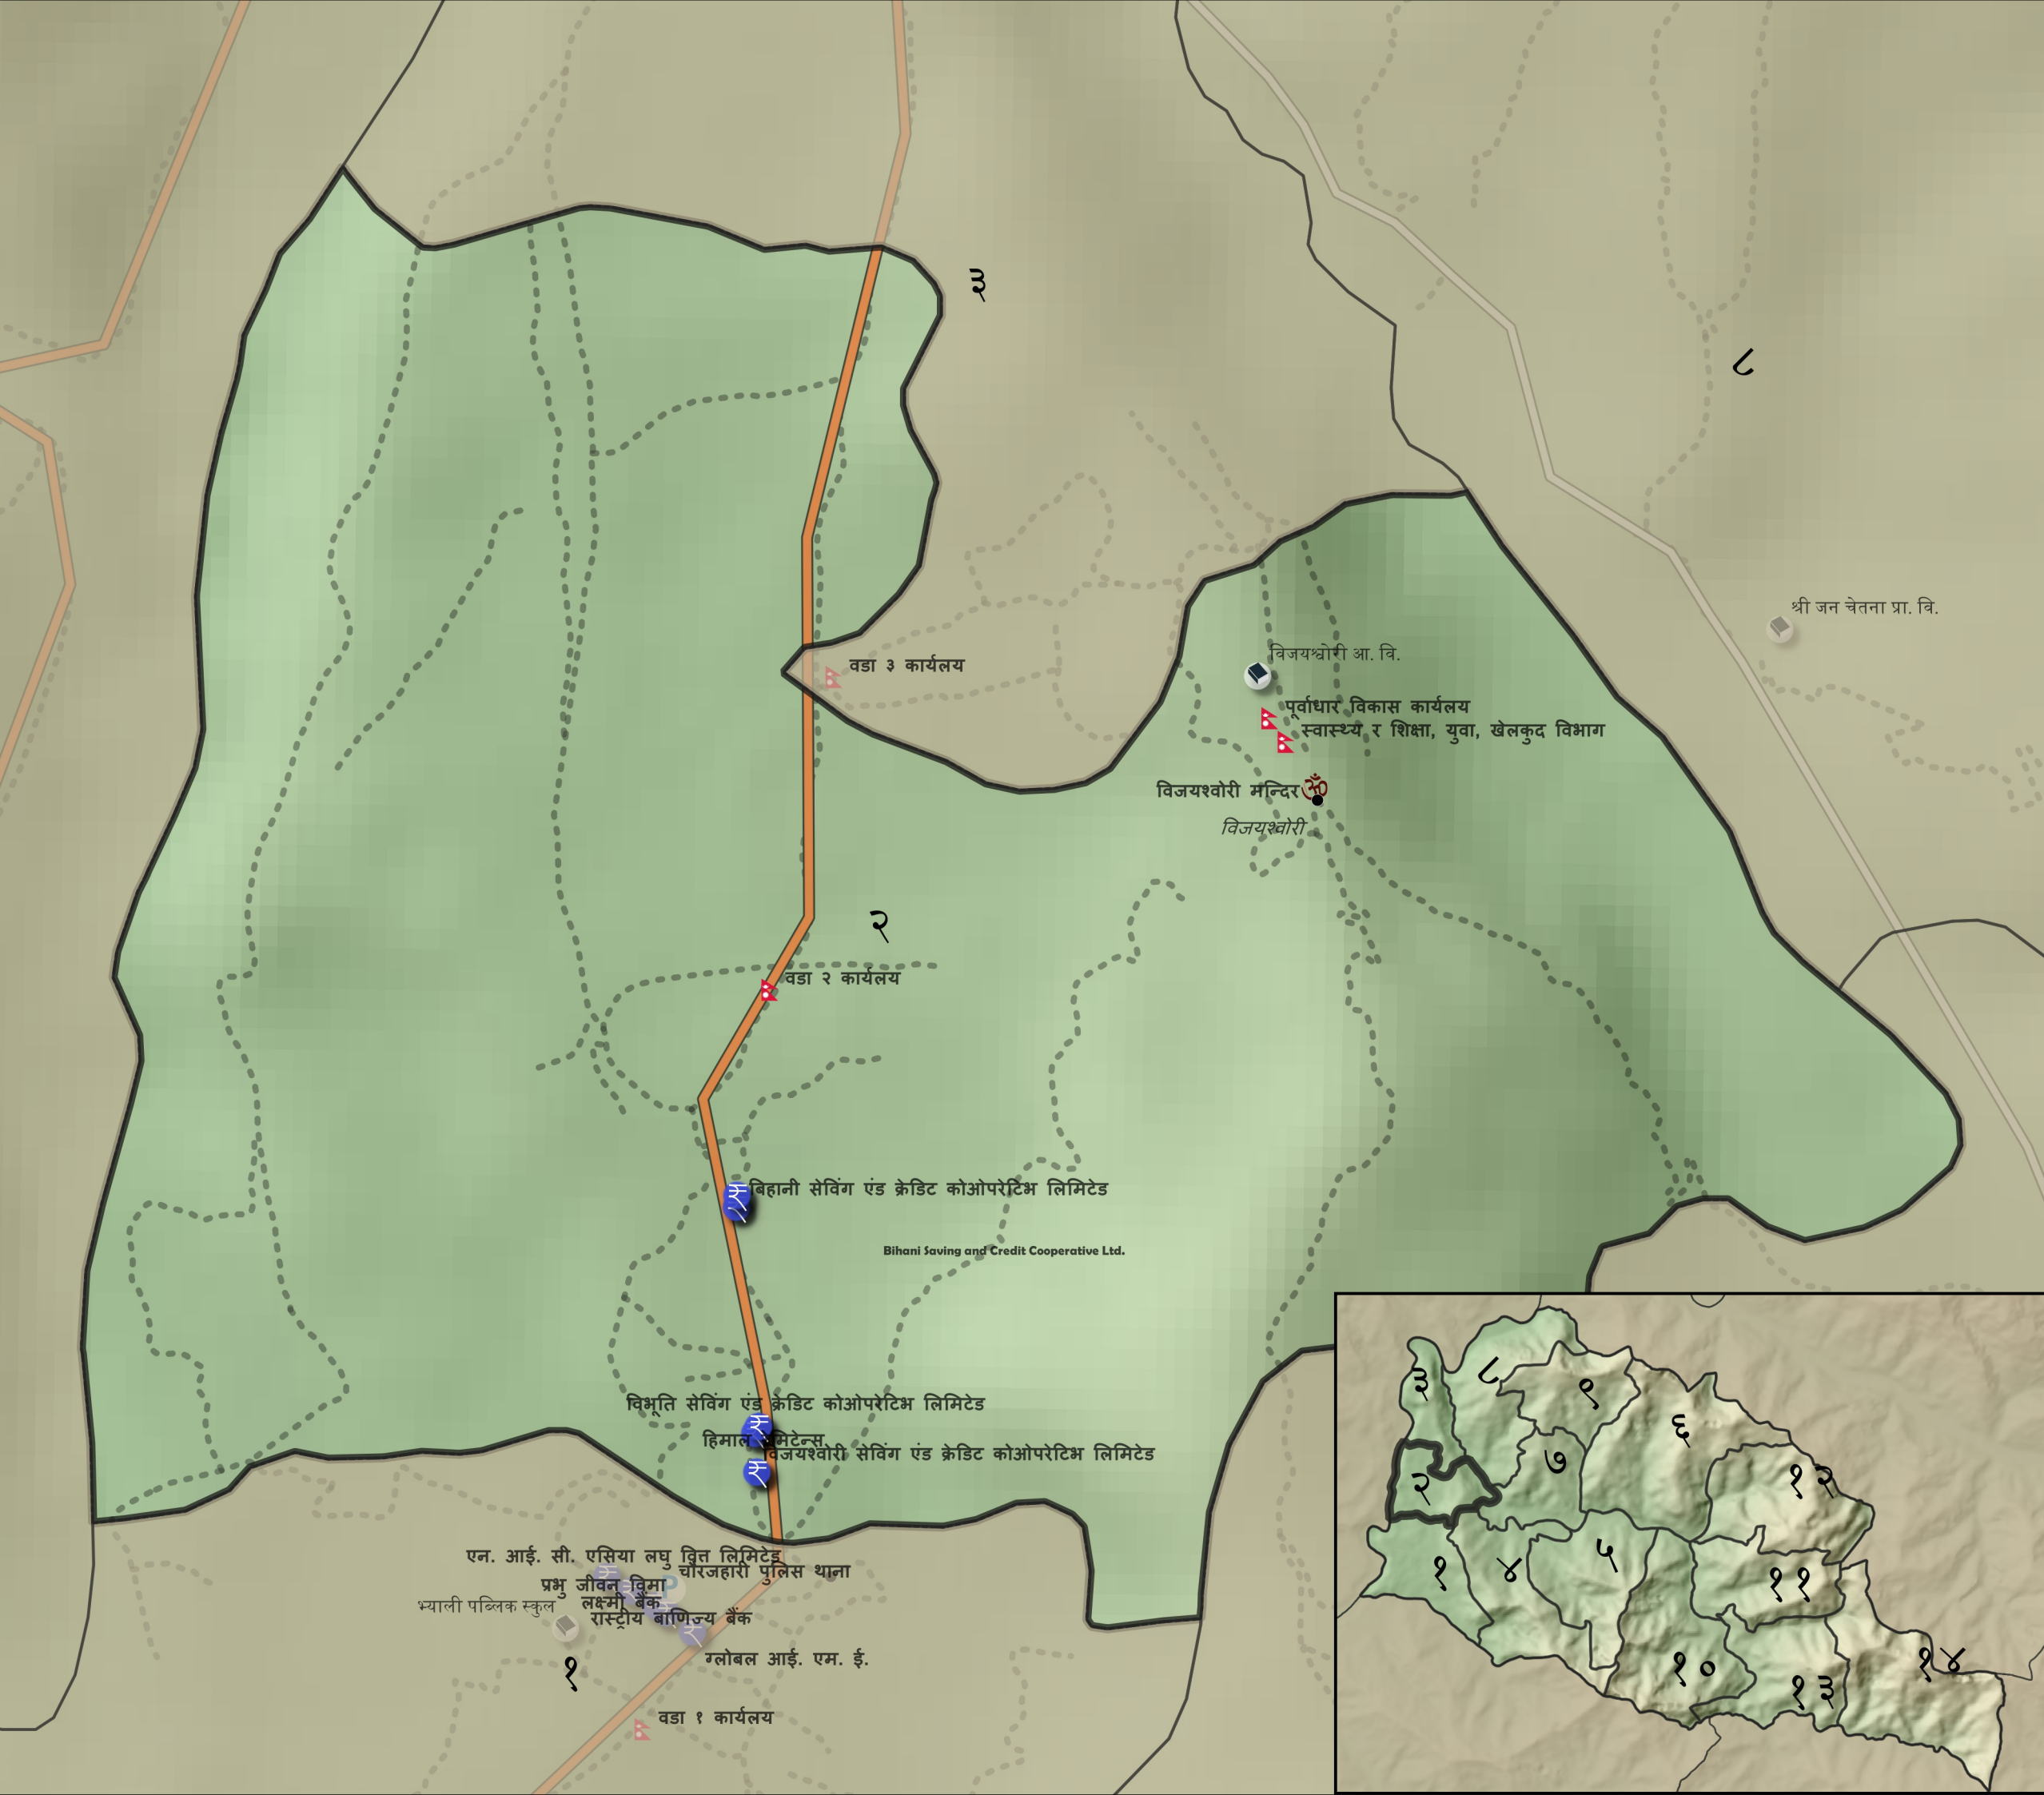 ३
८
श्री जन चेतना प्रा. वि.
विजयश्वोरी आ. वि.
वडा ३ कार्यलय
पूर्वाधार विकास कार्यलय
स्वास्थ्य र शिक्षा, युवा, खेलकुद विभाग
विजयश्वोरी मन्दिर ॐ
विजयश्वोरी
२
वडा २ कार्यलय
बिहानी सेविंग एंड क्रेडिट कोओपरेटिभ लिमिटेड
Bihani Saving and Credit Cooperative Ltd.
विभूति सेविंग एंड क्रेडिट कोओपरेटिभ लिमिटेड
विजयश्वोरी सेविंग एंड क्रेडिट कोओपरेटिभ लिमिटेड
एन. आई. सी. एसिया लघु वित्त लिमिटेड
चौरजहारी पुलिस थाना
प्रभु जीवन विमा
लक्ष्मी बैंक
भ्याली पब्लिक स्कुल
रास्ट्रीय बाणिज्य बैंक
ग्लोबल आई. एम. ई.
१
वडा १ कार्यलय
३
८
९
६
७
२
१२
५
१
४
११
१०
१३
१४